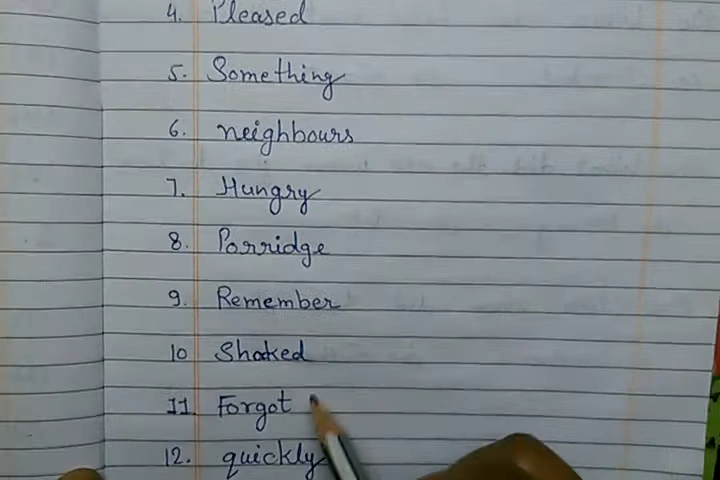 4. Pleased
5. Something
6. neighbours
7. Hungry
8. Porridge
9. Remember
10 Shaked
11. Forgot
12. quickly